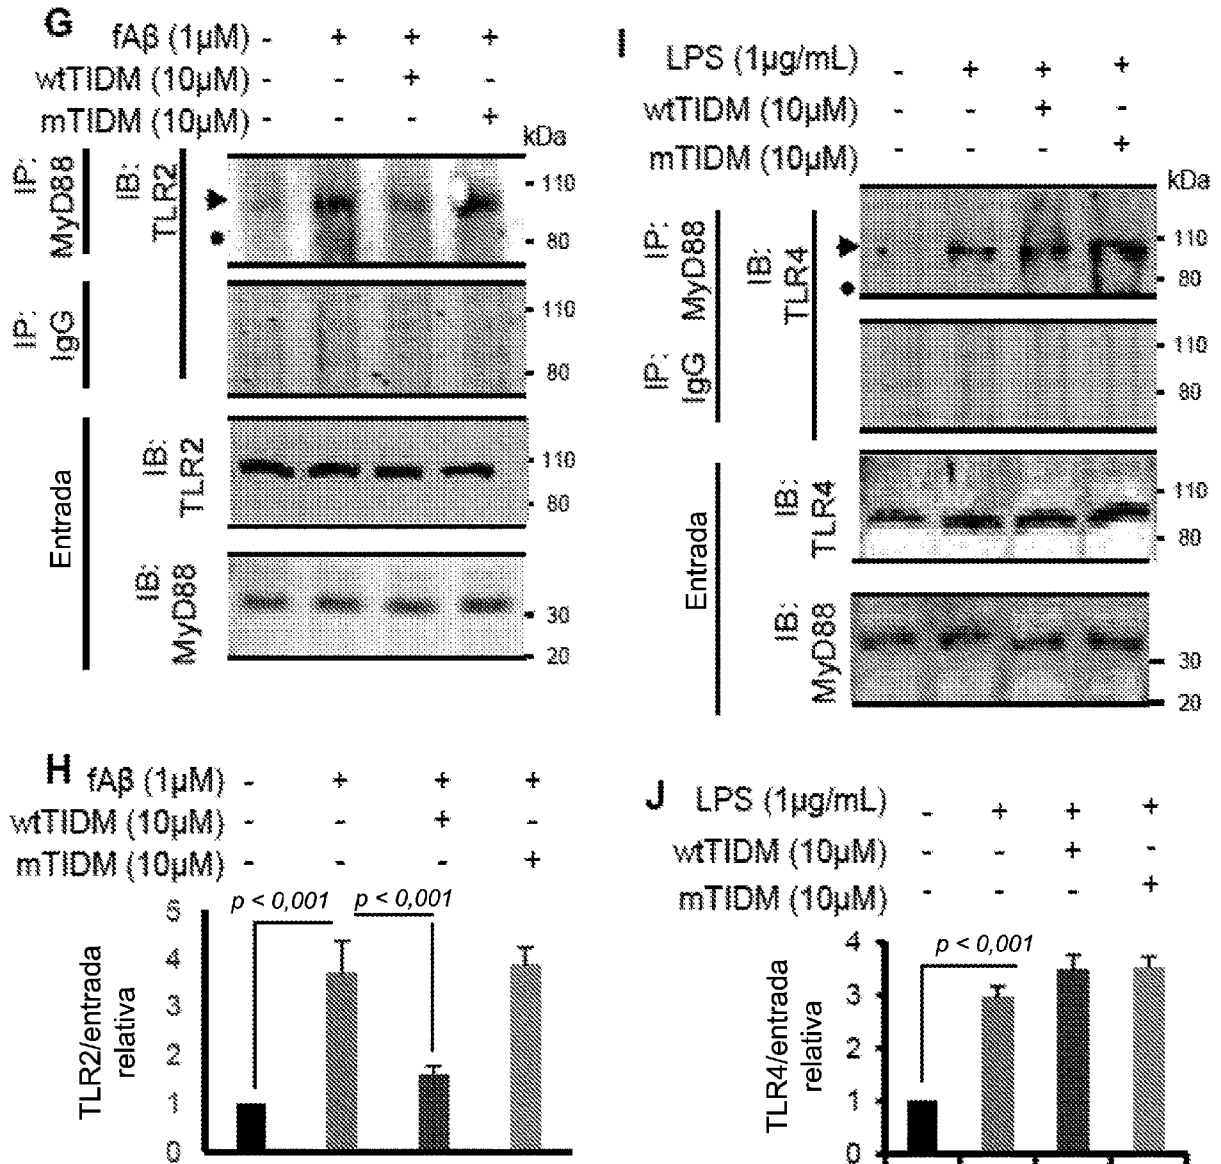 G
fAβ (1µM) - + + +
wtTIDM (10µM) - - + -
mTIDM (10µM) - - - +
kDa
IP: MyD88
IB: TLR2
110
80
IP: IgG
110
80
Entrada
IB: TLR2
110
80
IB: MyD88
30
20
I
LPS (1µg/mL) - + + +
wtTIDM (10µM) - - + -
mTIDM (10µM) - - - +
kDa
IP: MyD88
IB: TLR4
110
80
IP: IgG
110
80
Entrada
IB: TLR4
110
80
IB: MyD88
30
20
H
fAβ (1µM) - + + +
wtTIDM (10µM) - - + -
mTIDM (10µM) - - - +
p < 0,001
p < 0,001
TLR2/entrada
relativa
5
4
3
2
1
0
J
LPS (1µg/mL) - + + +
wtTIDM (10µM) - - + -
mTIDM (10µM) - - - +
p < 0,001
TLR4/entrada
relativa
4
3
2
1
0